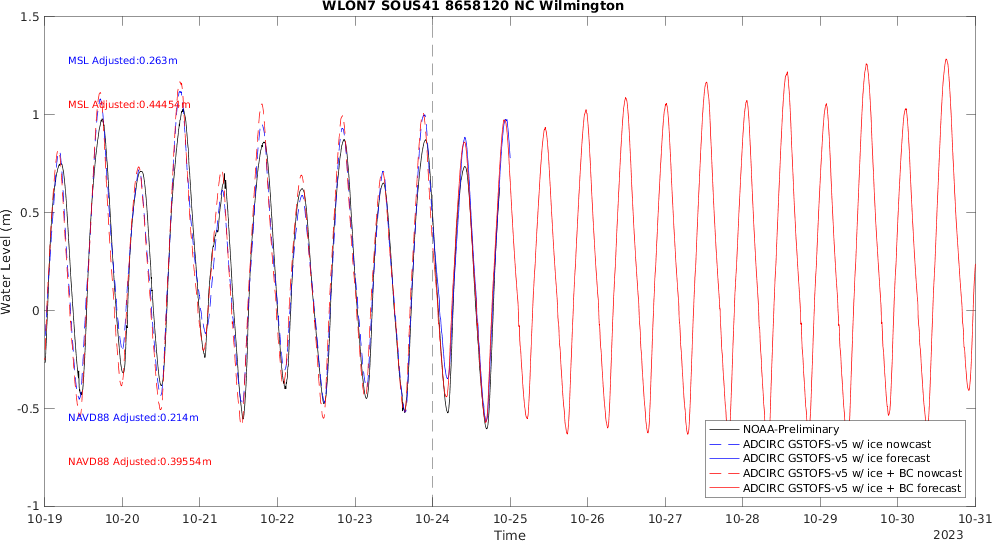 WLON7 SOUS41 8658120 NC Wilmington
1.5
1
0.5
0
-0.5
-1
Water Level (m)
MSL Adjusted:0.263m
MSL Adjusted:0.44454m
NAVD88 Adjusted:0.214m
NAVD88 Adjusted:0.39554m
NOAA-Preliminary
ADCIRC GSTOFS-v5 w/ ice nowcast
ADCIRC GSTOFS-v5 w/ ice forecast
ADCIRC GSTOFS-v5 w/ ice + BC nowcast
ADCIRC GSTOFS-v5 w/ ice + BC forecast
10-19 10-20 10-21 10-22 10-23 10-24 10-25 10-26 10-27 10-28 10-29 10-30 10-31
Time
2023